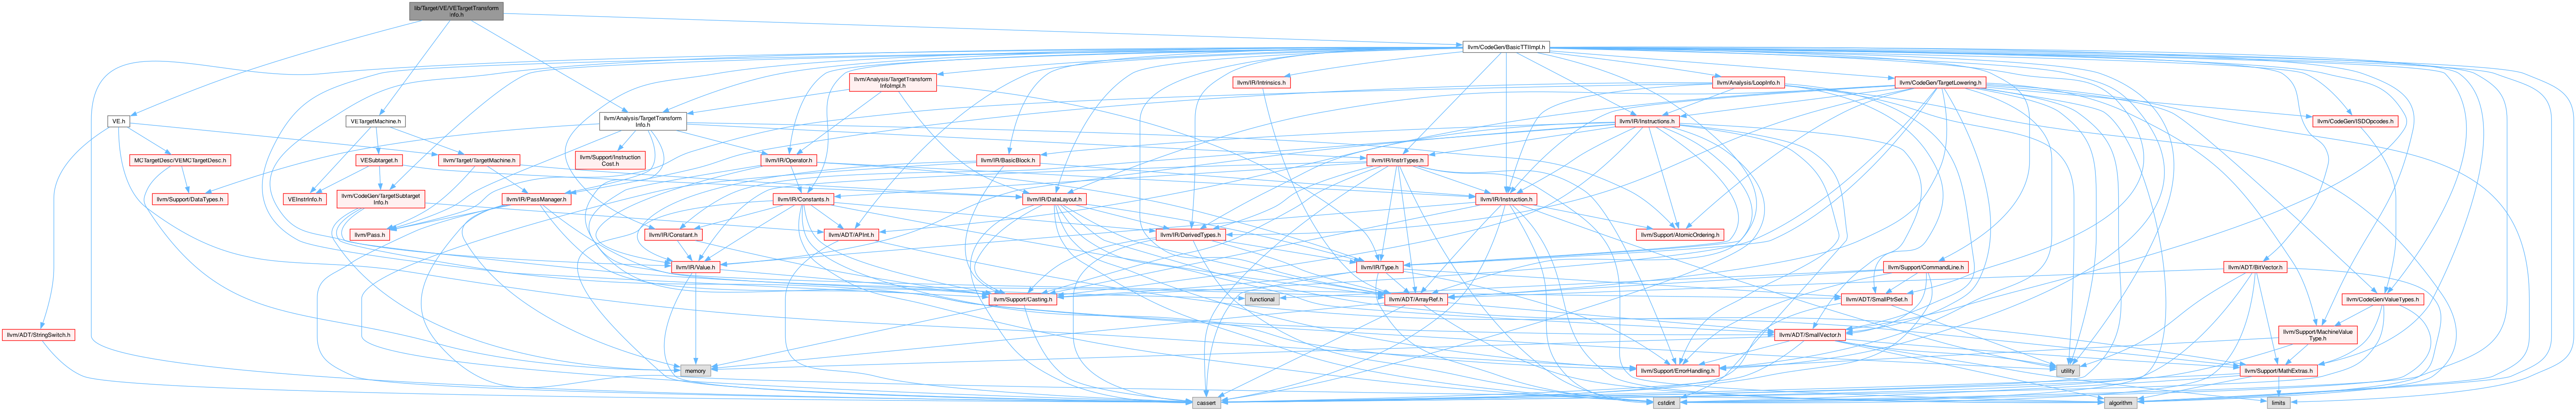 lib/Target/VE/VETargetTransform
Info.h
llvm/CodeGen/BasicTTIImpl.h
llvm/Analysis/TargetTransform
InfoImpl.h
llvm/IR/Intrinsics.h
llvm/Analysis/LoopInfo.h
llvm/CodeGen/TargetLowering.h
VE.h
VETargetMachine.h
llvm/Analysis/TargetTransform
Info.h
llvm/IR/Instructions.h
llvm/CodeGen/ISDOpcodes.h
MCTargetDesc/VEMCTargetDesc.h
VESubtarget.h
llvm/Target/TargetMachine.h
llvm/Support/Instruction
Cost.h
llvm/IR/Operator.h
llvm/IR/BasicBlock.h
llvm/IR/InstrTypes.h
llvm/Support/DataTypes.h
VEInstrInfo.h
llvm/CodeGen/TargetSubtarget
Info.h
llvm/IR/PassManager.h
llvm/IR/Constants.h
llvm/IR/DataLayout.h
llvm/IR/Instruction.h
llvm/Pass.h
llvm/IR/Constant.h
llvm/ADT/APInt.h
llvm/IR/DerivedTypes.h
llvm/Support/AtomicOrdering.h
llvm/IR/Value.h
llvm/IR/Type.h
llvm/Support/CommandLine.h
llvm/ADT/BitVector.h
llvm/Support/Casting.h
functional
llvm/ADT/ArrayRef.h
llvm/ADT/SmallPtrSet.h
llvm/CodeGen/ValueTypes.h
llvm/ADT/StringSwitch.h
llvm/ADT/SmallVector.h
llvm/Support/MachineValue
Type.h
memory
llvm/Support/ErrorHandling.h
utility
llvm/Support/MathExtras.h
cassert
cstdint
algorithm
limits